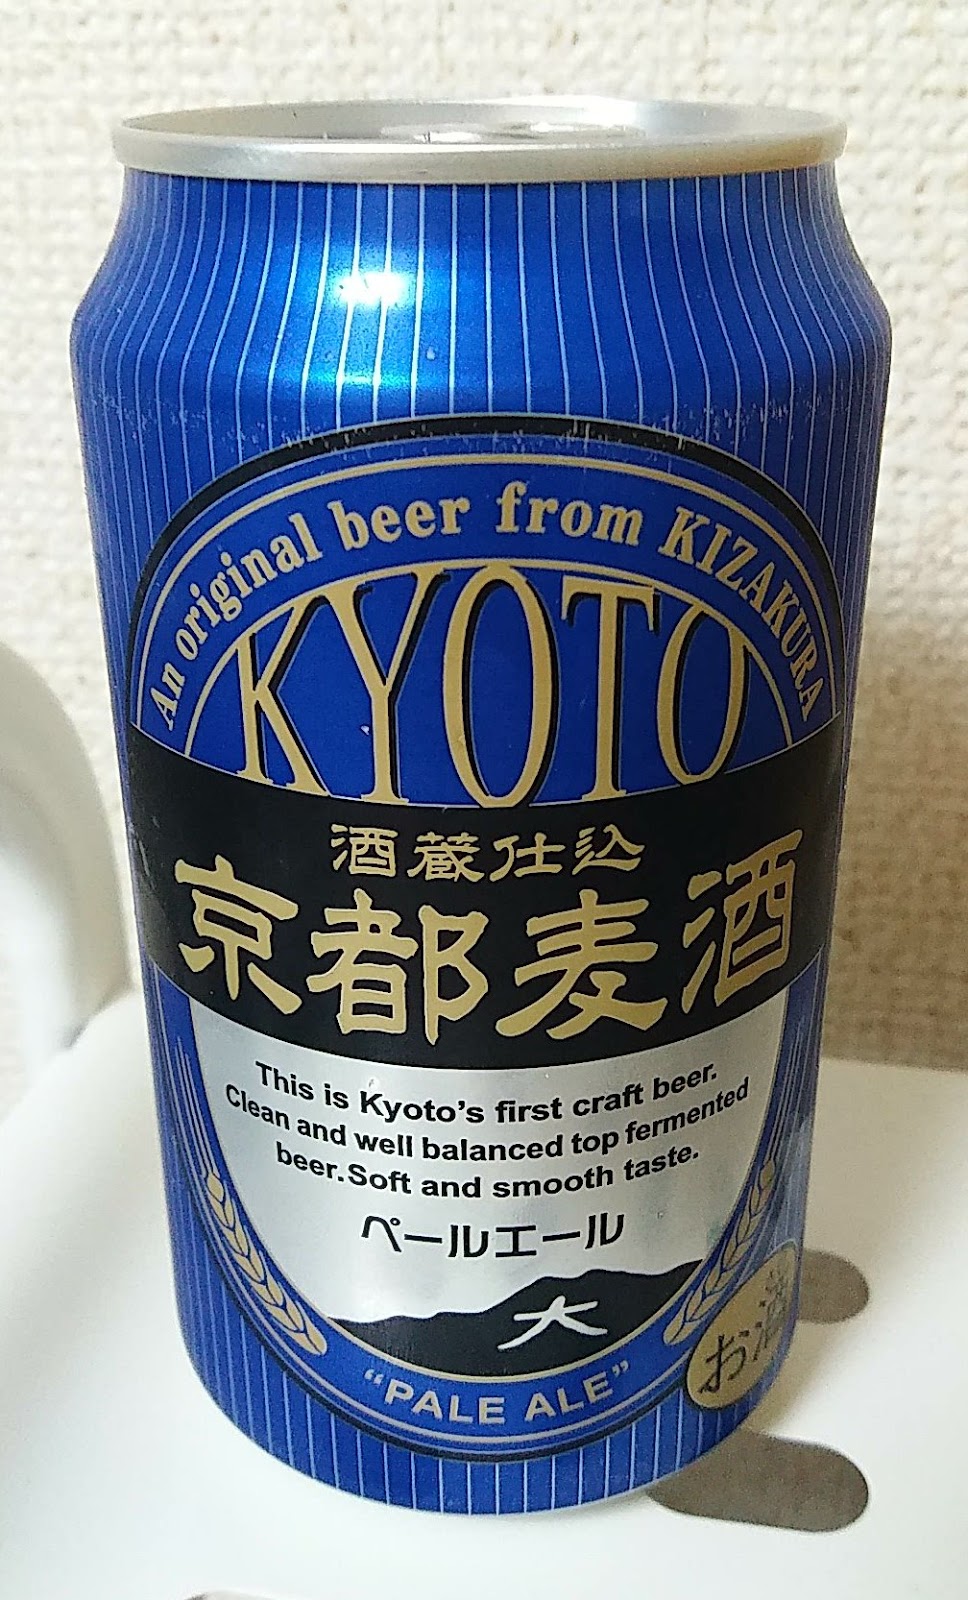 An original beer from KIZAKURA
KYOTO
酒蔵仕込
京都麦酒
This is Kyoto's first craft beer.
Clean and well balanced top fermented
beer.Soft and smooth taste.
ペールエール
大
お酒
"PALE ALE"